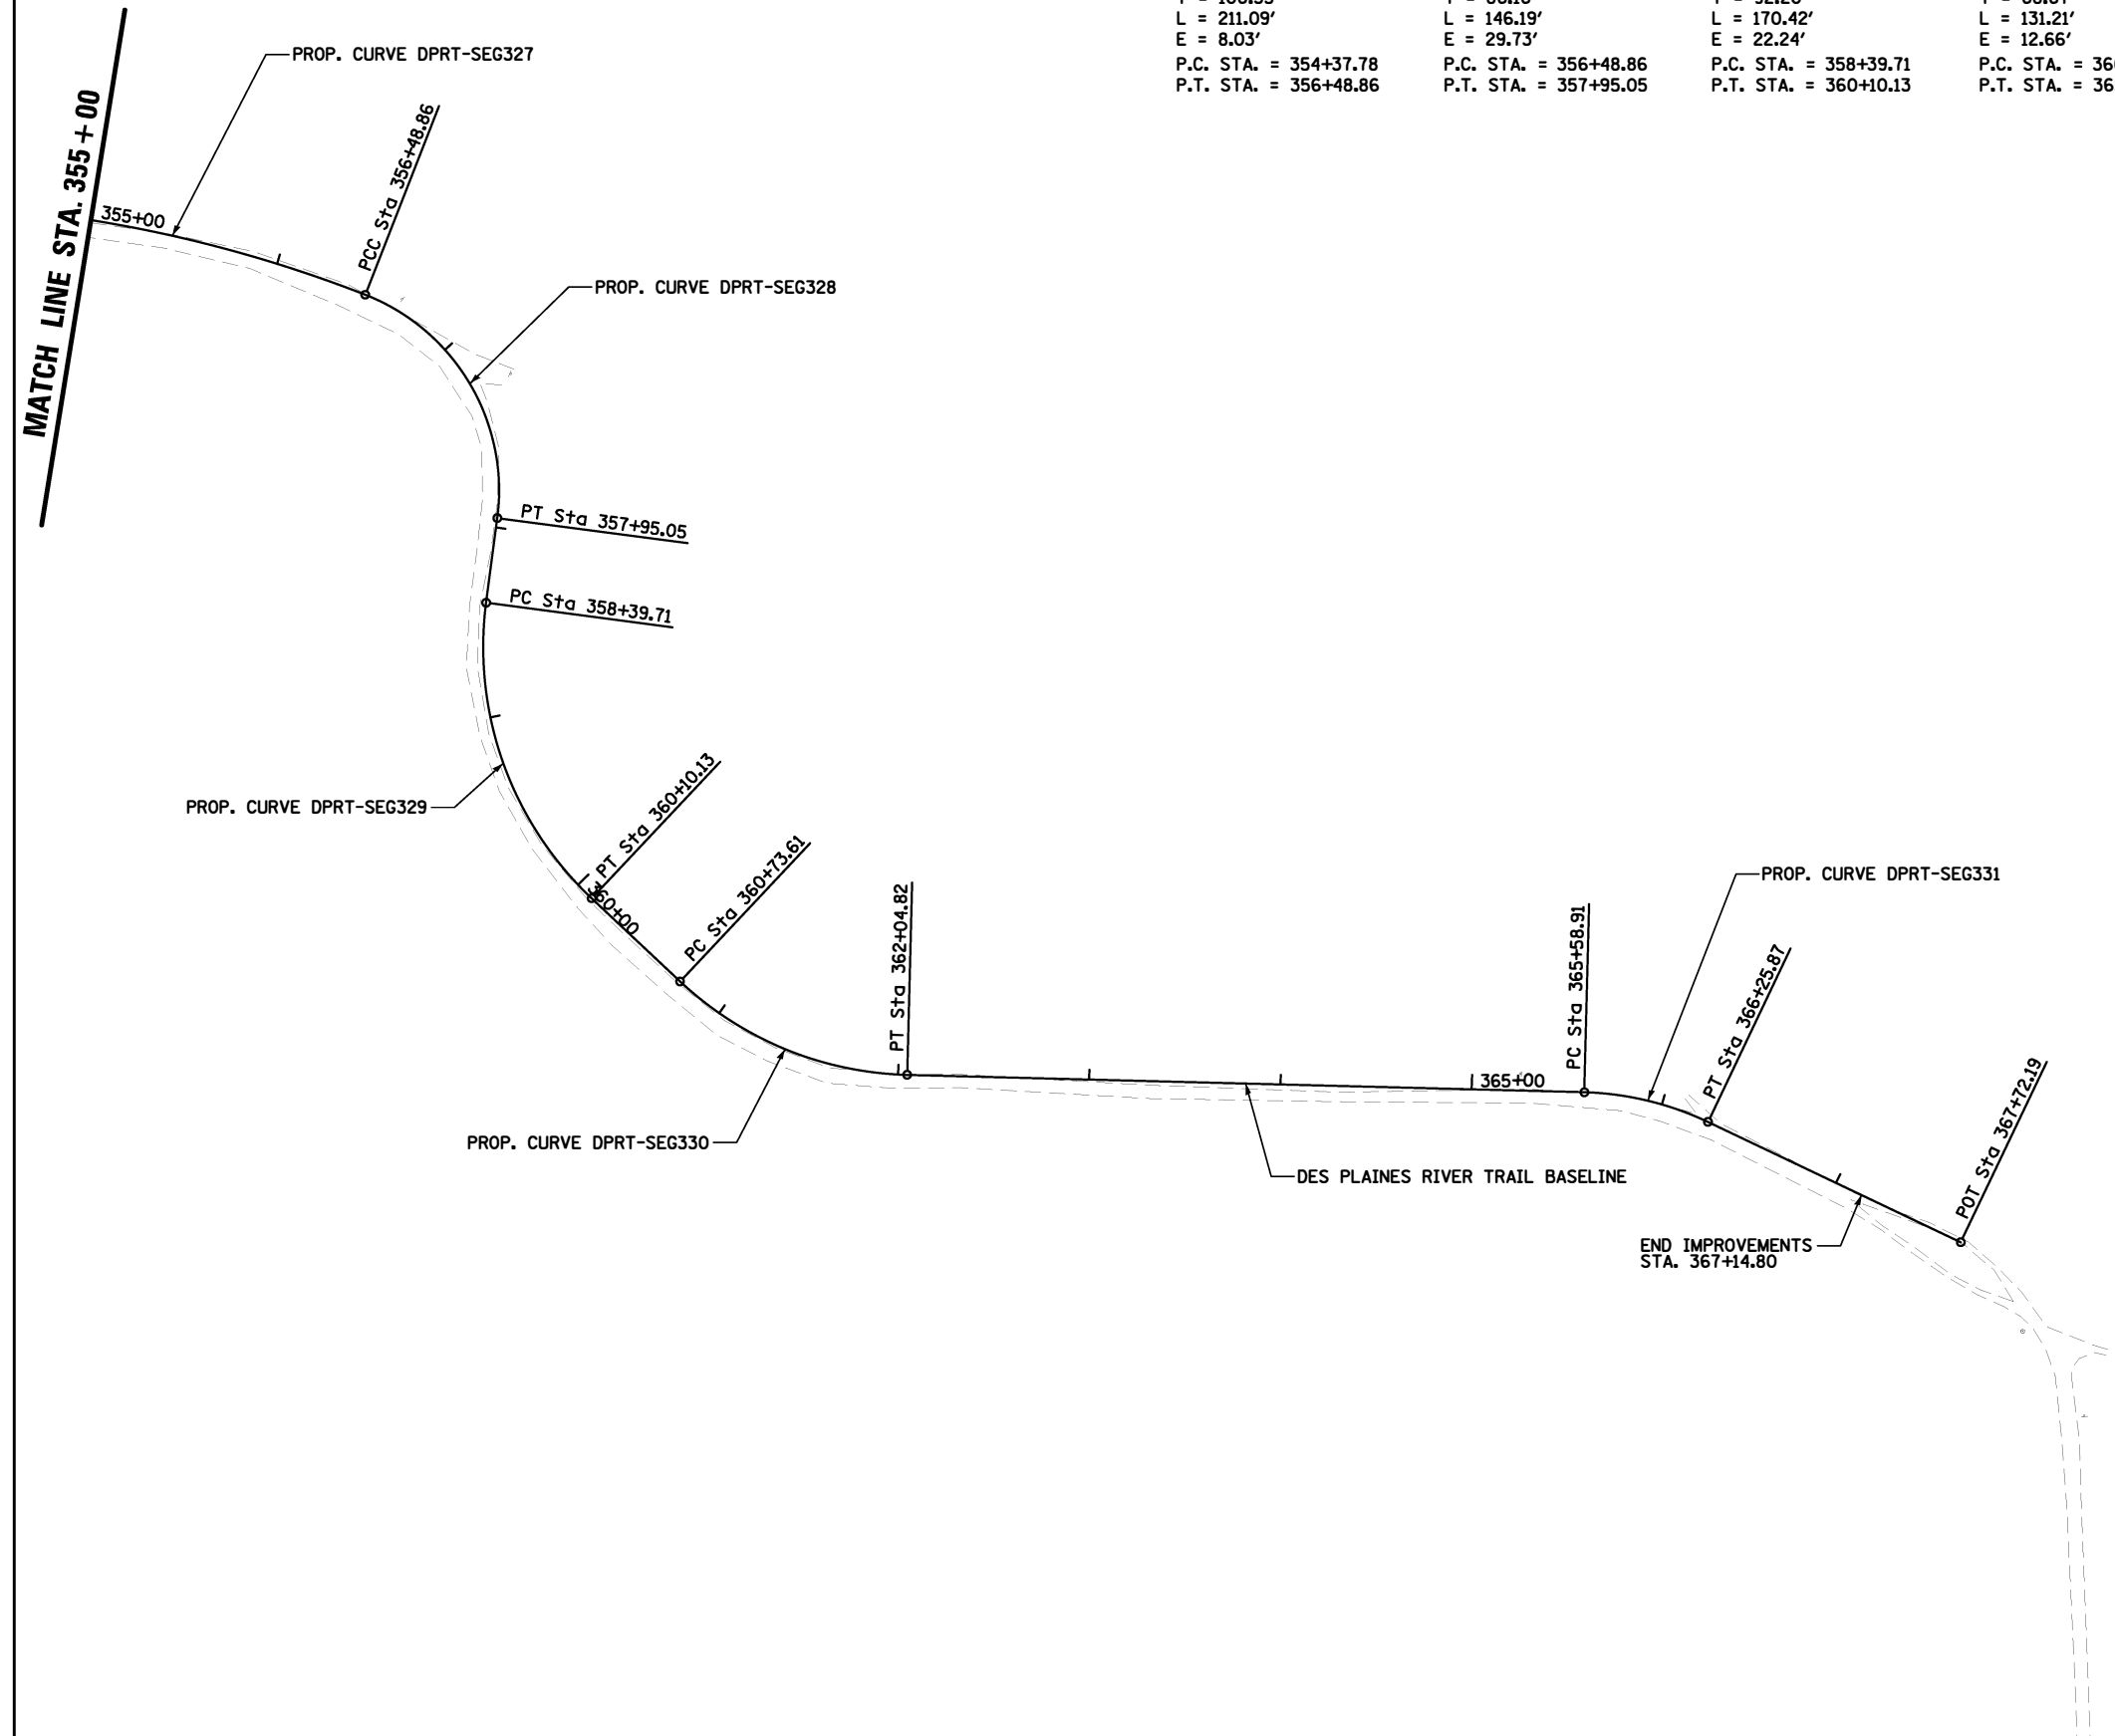 L = 211.09′
E = 8.03′
P.C. STA. = 354+37.78
P.T. STA. = 356+48.86
L = 146.19′
E = 29.73′
P.C. STA. = 356+48.86
P.T. STA. = 357+95.05
L = 170.42′
E = 22.24′
P.C. STA. = 358+39.71
P.T. STA. = 360+10.13
L = 131.21′
E = 12.66′
P.C. STA. = 36
P.T. STA. = 36
MATCH LINE STA. 355+00
355+00
PROP. CURVE DPRT-SEG327
PCC Sta 356+48.86
PROP. CURVE DPRT-SEG328
PT Sta 357+95.05
PC Sta 358+39.71
PROP. CURVE DPRT-SEG329
PT Sta 360+10.13
360+00
PC Sta 360+73.61
PT Sta 362+04.82
PROP. CURVE DPRT-SEG330
DES PLAINES RIVER TRAIL BASELINE
365+00
PC Sta 365+58.91
PROP. CURVE DPRT-SEG331
PT Sta 366+25.87
POT Sta 367+72.19
END IMPROVEMENTS
STA. 367+14.80